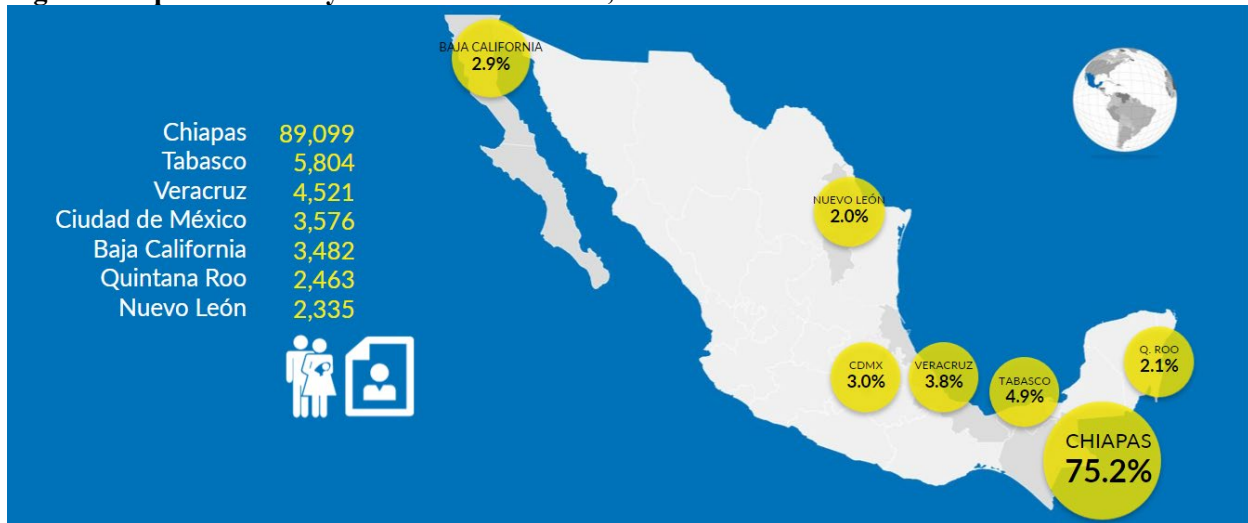 Chiapas 89,099
Tabasco 5,804
Veracruz 4,521
Ciudad de México 3,576
Baja California 3,482
Quintana Roo 2,463
Nuevo León 2,335
BAJA CALIFORNIA
2.9%
NUEVO LEÓN
2.0%
CDMX
3.0%
VERACRUZ
3.8%
TABASCO
4.9%
Q. ROO
2.1%
CHIAPAS
75.2%